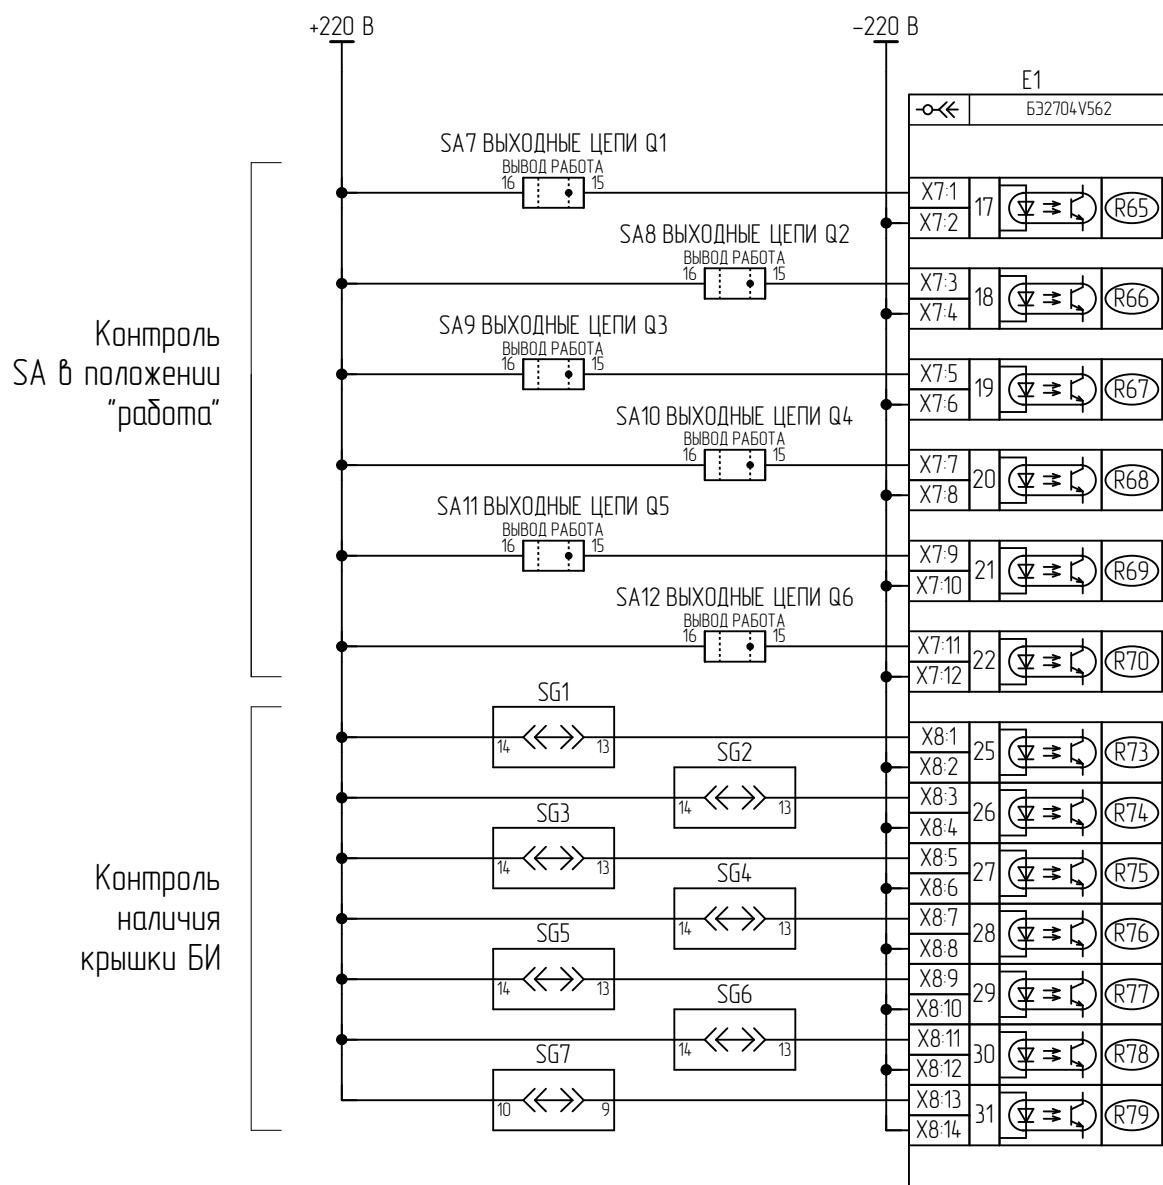 +220 В
−220 В
E1
БЭ2704V562
SA7 ВЫХОДНЫЕ ЦЕПИ Q1
ВЫВОД РАБОТА
16 15
X7:1
X7:2
17
R65
SA8 ВЫХОДНЫЕ ЦЕПИ Q2
ВЫВОД РАБОТА
16 15
X7:3
X7:4
18
R66
Контроль
SA в положении
"работа"
SA9 ВЫХОДНЫЕ ЦЕПИ Q3
ВЫВОД РАБОТА
16 15
X7:5
X7:6
19
R67
SA10 ВЫХОДНЫЕ ЦЕПИ Q4
ВЫВОД РАБОТА
16 15
X7:7
X7:8
20
R68
SA11 ВЫХОДНЫЕ ЦЕПИ Q5
ВЫВОД РАБОТА
16 15
X7:9
X7:10
21
R69
SA12 ВЫХОДНЫЕ ЦЕПИ Q6
ВЫВОД РАБОТА
16 15
X7:11
X7:12
22
R70
SG1
14 13
X8:1
X8:2
25
R73
SG2
14 13
X8:3
X8:4
26
R74
SG3
14 13
X8:5
X8:6
27
R75
Контроль
наличия
крышки БИ
SG4
14 13
X8:7
X8:8
28
R76
SG5
14 13
X8:9
X8:10
29
R77
SG6
14 13
X8:11
X8:12
30
R78
SG7
10 9
X8:13
X8:14
31
R79